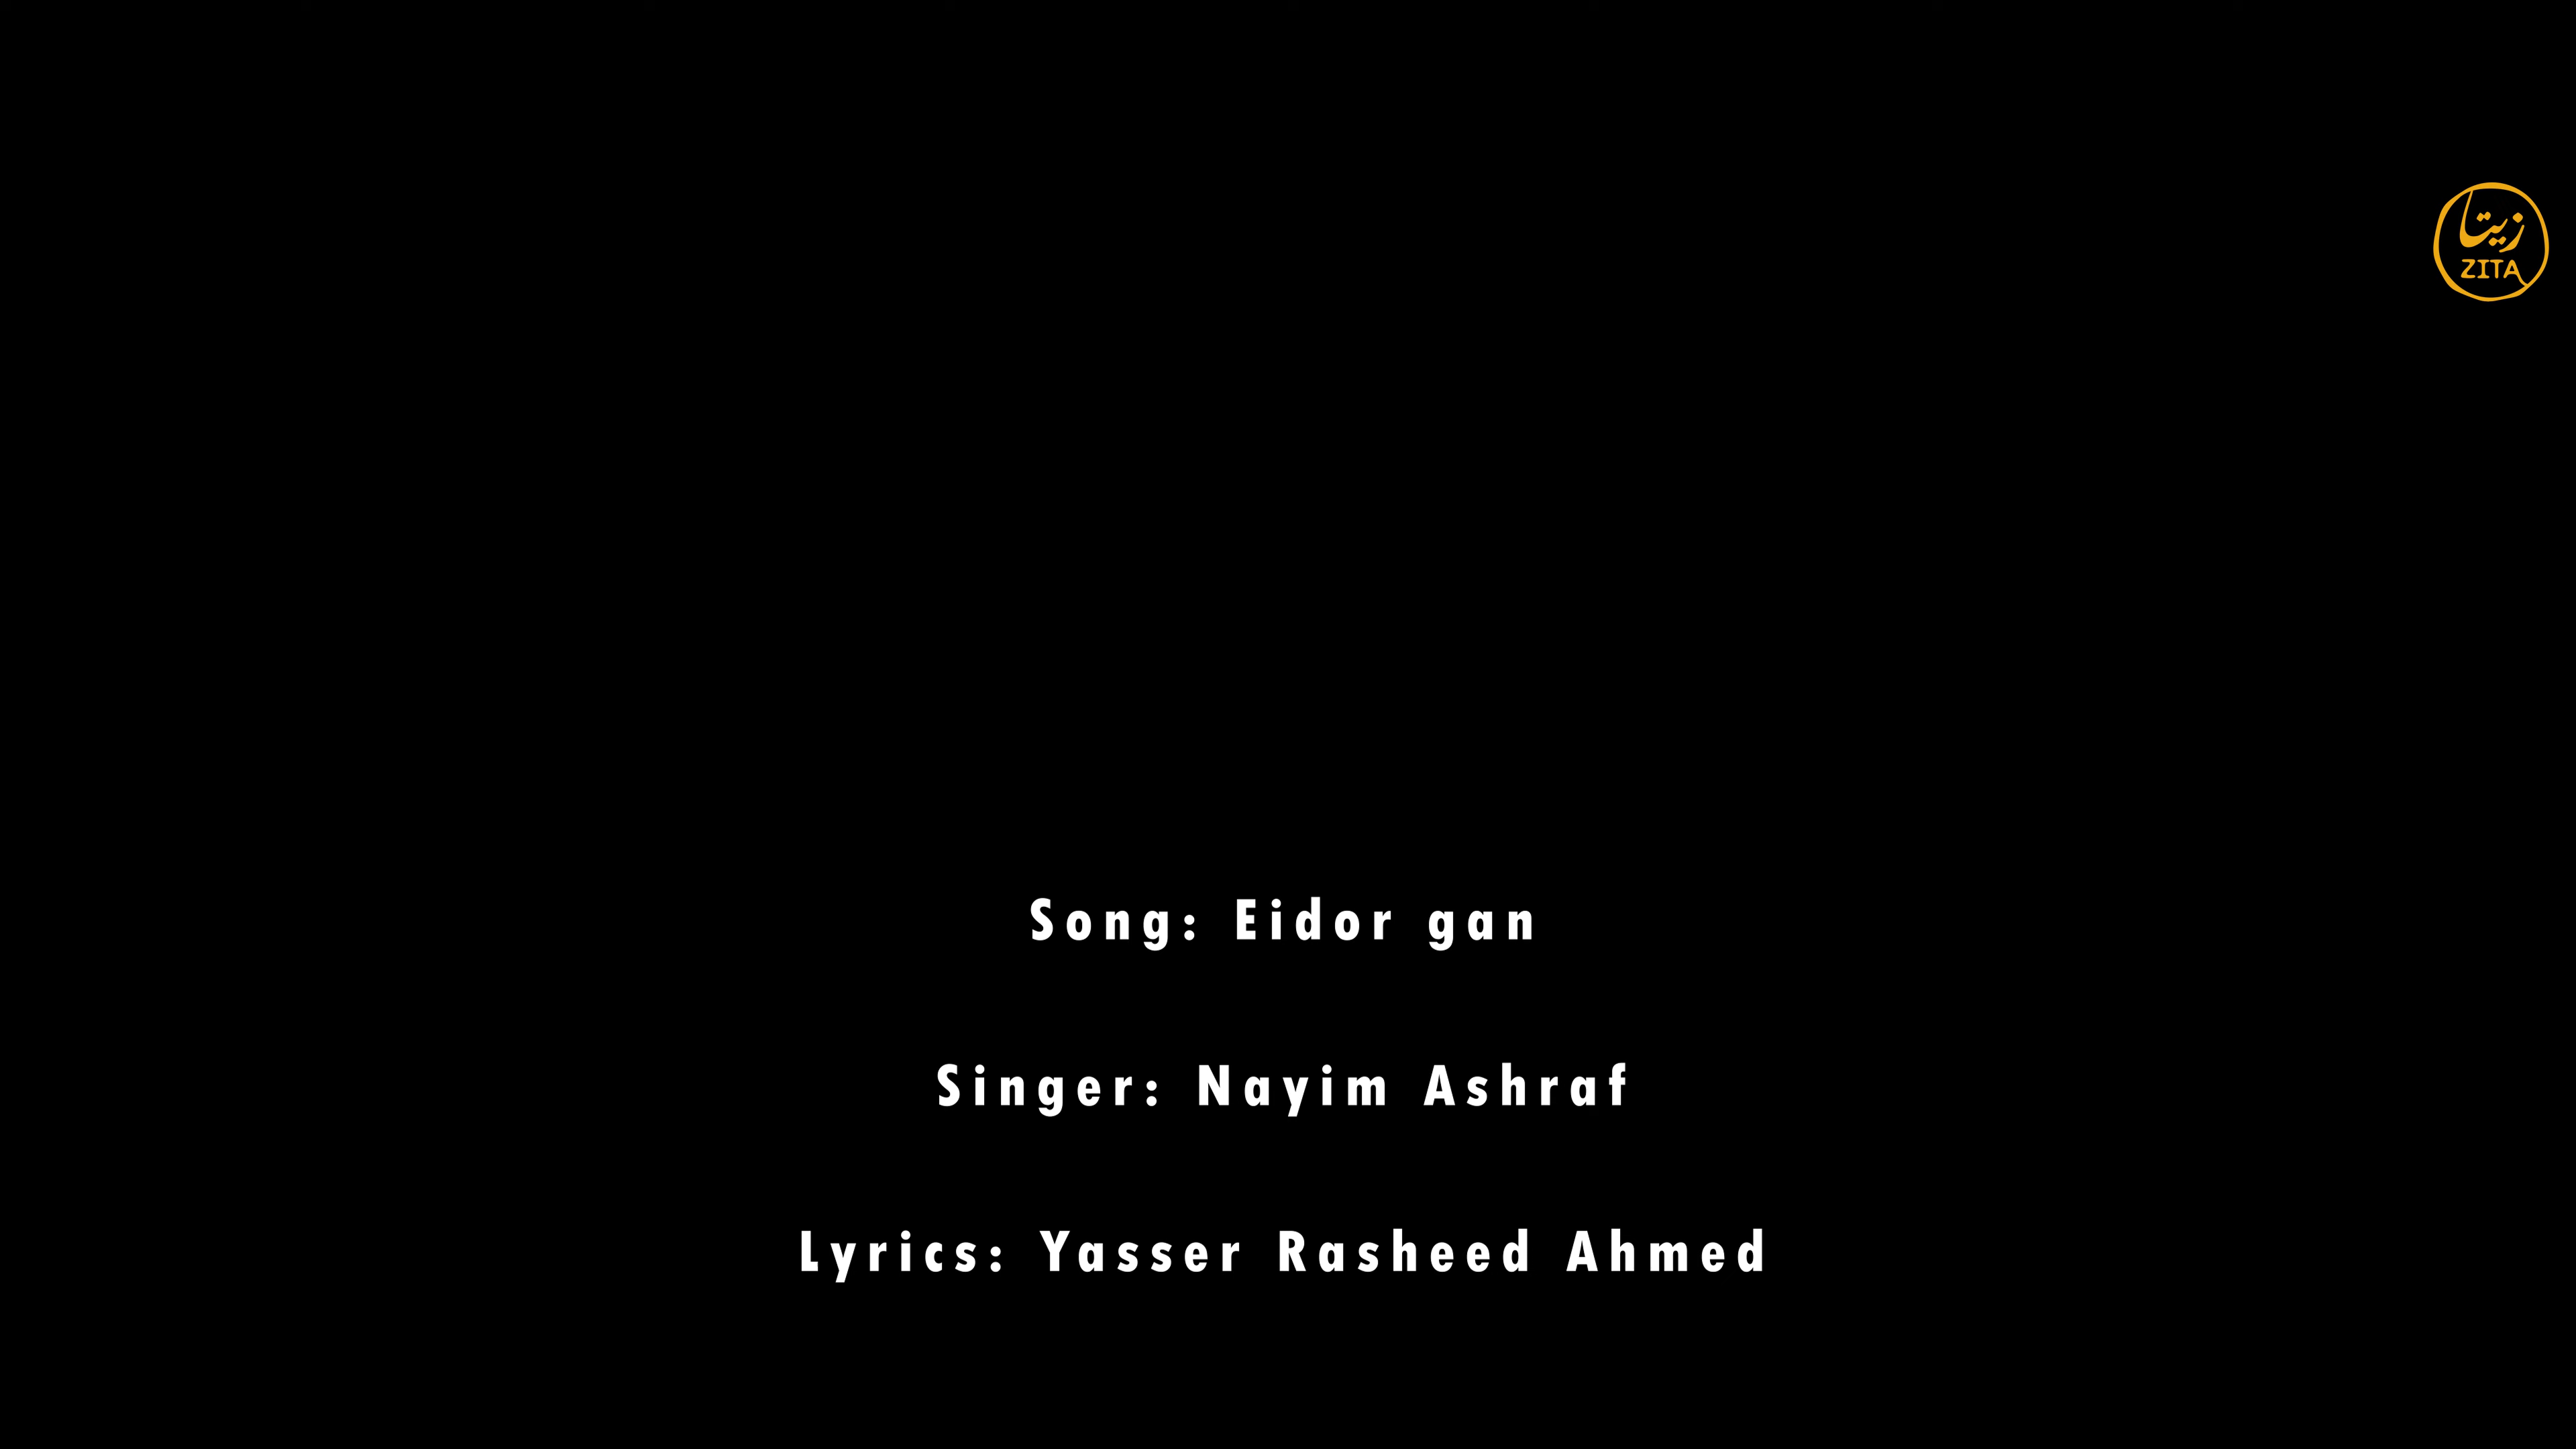 زيتا
ZITA
Song: Eidor gan
Singer: Nayim Ashraf
Lyrics: Yasser Rasheed Ahmed